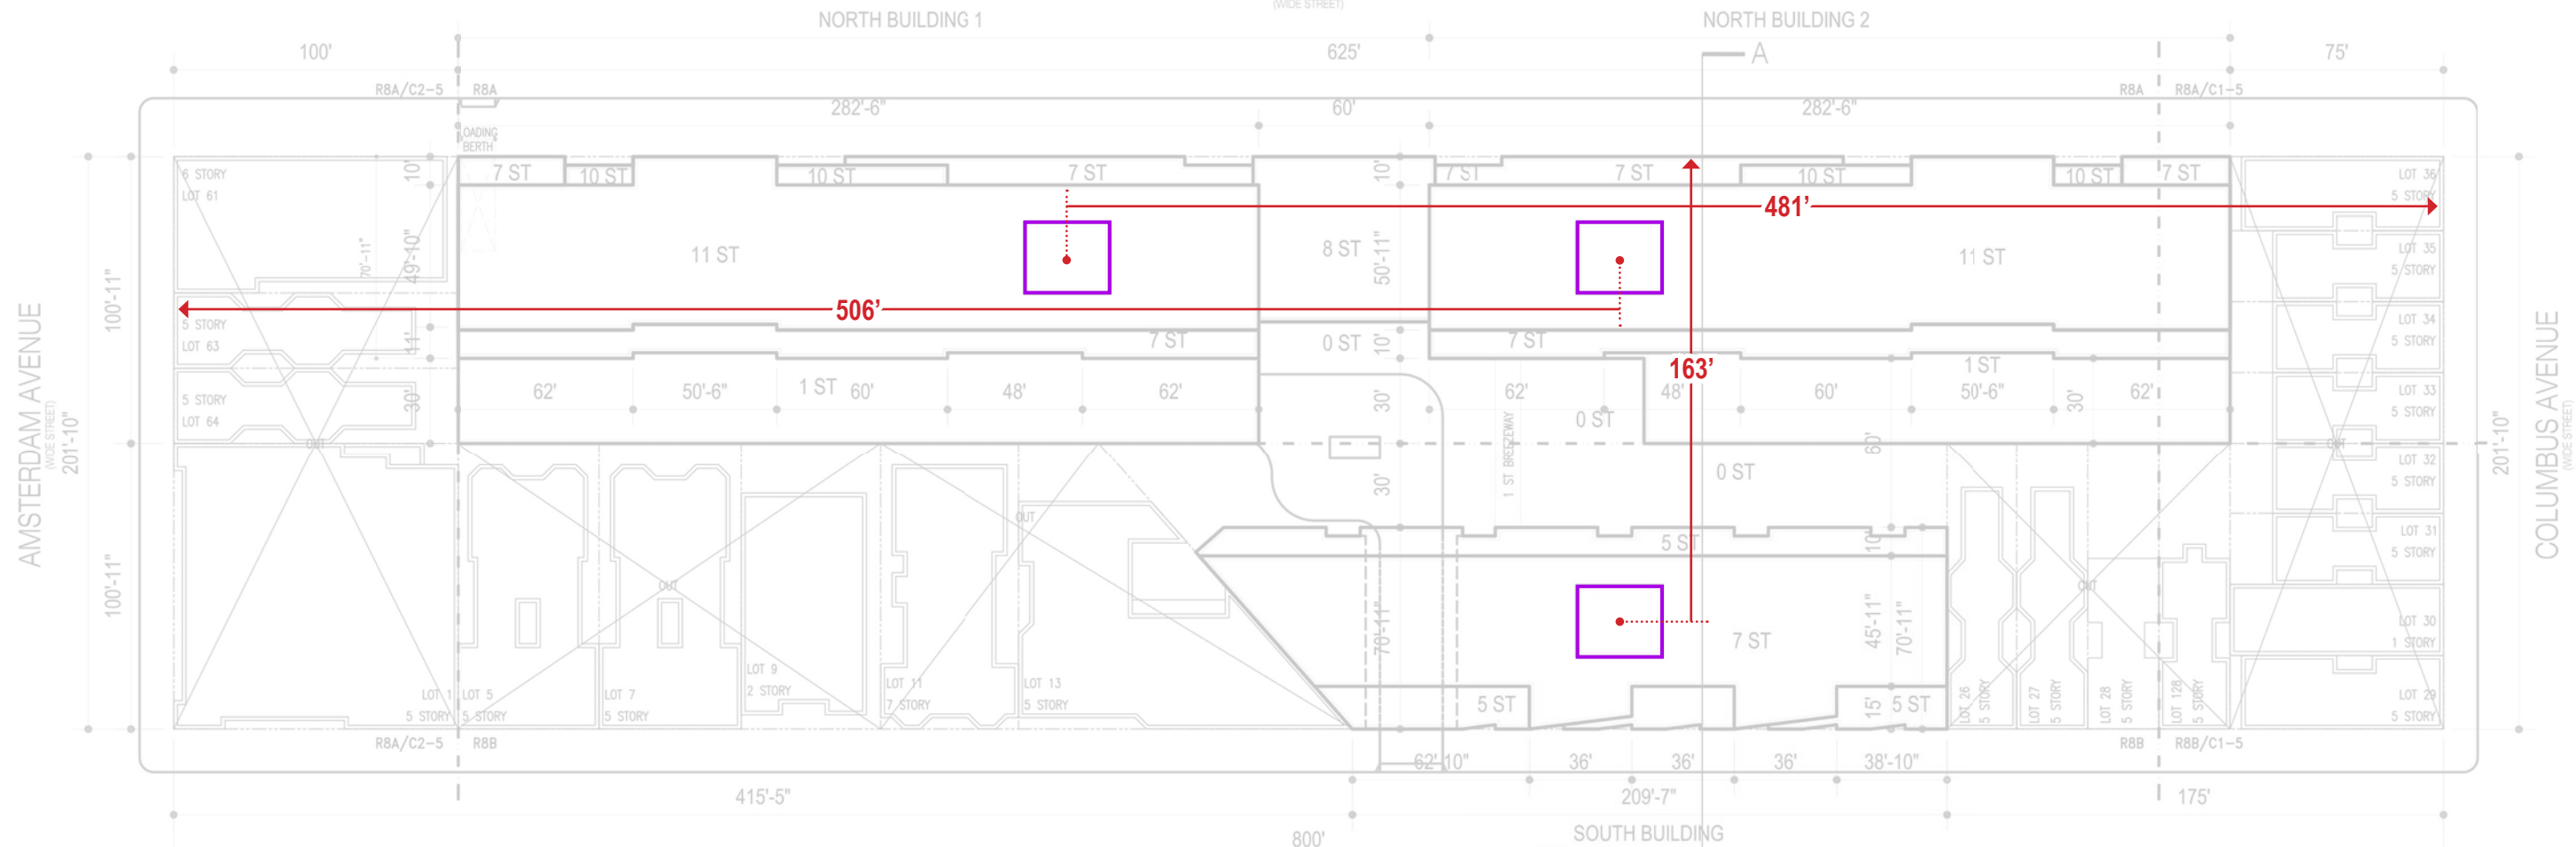 (WIDE STREET)
NORTH BUILDING 1
NORTH BUILDING 2
100'
625'
75'
A
R8A/C2-5
R8A
R8A
R8A/C1-5
282'-6"
60'
282'-6"
LOADING
BERTH
6 STORY
LOT 61
10'
7 ST
10 ST
10 ST
7 ST
10'
7 ST
7 ST
10 ST
10 ST
7 ST
LOT 36
5 STORY
481'
70'-11"
49'-10"
11 ST
8 ST
50'-11"
11 ST
LOT 35
5 STORY
AMSTERDAM AVENUE
(WIDE STREET)
201'-10"
100'-11"
506'
5 STORY
LOT 63
11'
7 ST
0 ST
10'
7 ST
163'
1 ST
LOT 34
5 STORY
5 STORY
LOT 64
30'
62'
50'-6"
1 ST
60'
48'
62'
30'
62'
1 ST BREEZEWAY
48'
0 ST
60'
50'-6"
30'
62'
LOT 33
5 STORY
201'-10"
COLUMBUS AVENUE
(WIDE STREET)
OUT
OUT
30'
0 ST
60'
LOT 32
5 STORY
OUT
LOT 31
5 STORY
100'-11"
OUT
5 ST
10'
OUT
70'-11"
7 ST
45'-11"
70'-11"
LOT 30
1 STORY
LOT 1
5 STORY
LOT 5
5 STORY
LOT 7
5 STORY
LOT 9
2 STORY
LOT 11
7 STORY
LOT 13
5 STORY
5 ST
15'
5 ST
LOT 26
5 STORY
LOT 27
5 STORY
LOT 28
5 STORY
LOT 128
5 STORY
LOT 29
5 STORY
R8A/C2-5
R8B
R8B
R8B/C1-5
62'-10"
36'
36'
36'
38'-10"
415'-5"
209'-7"
175'
800'
SOUTH BUILDING